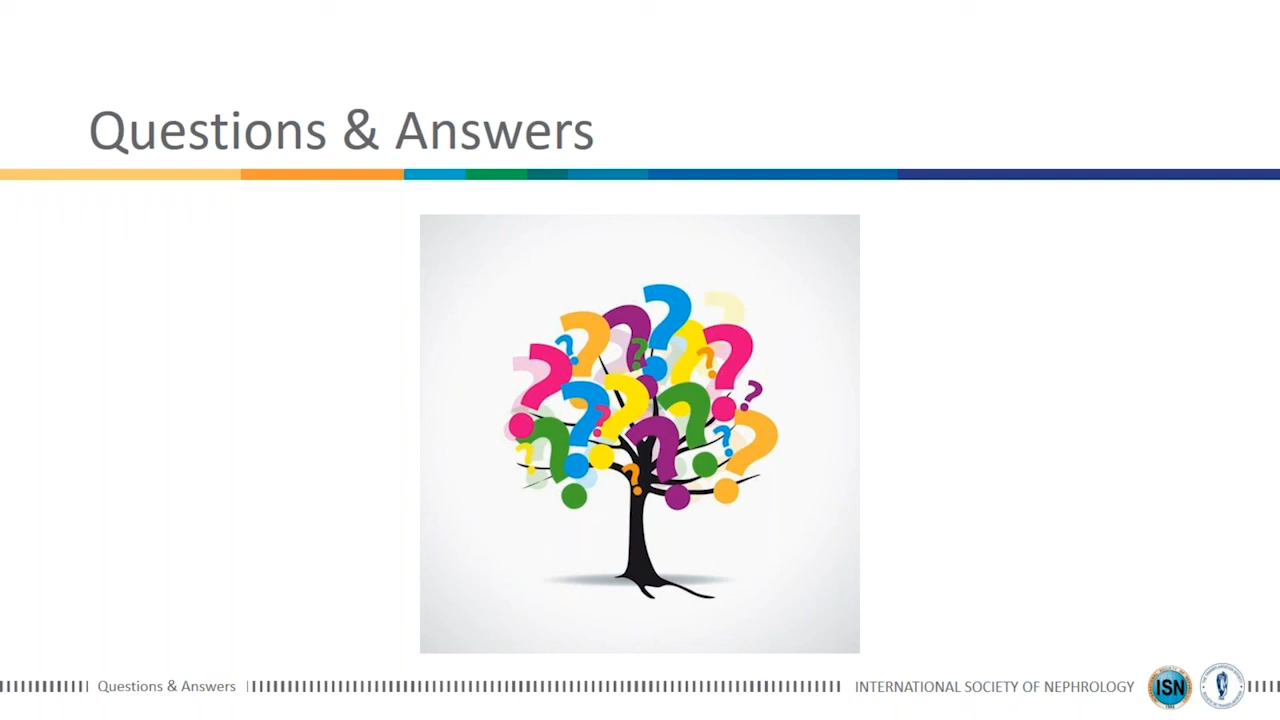 Questions & Answers
Questions & Answers
INTERNATIONAL SOCIETY OF NEPHROLOGY
ISN